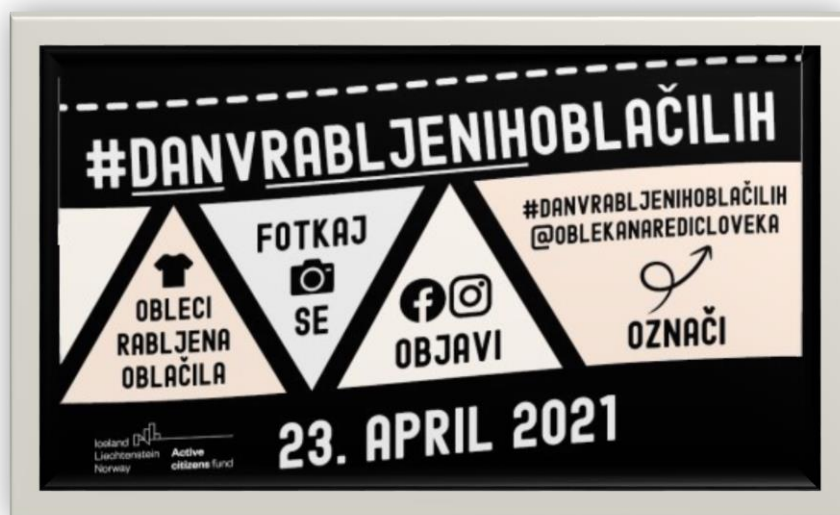 #DANVRABLJENIHOBLAČILIH
OBLECI
RABLJENA
OBLAČILA
FOTKAJ
SE
OBJAVI
#DANVRABLJENIHOBLAČILIH
@OBLEKANAREDICLOVEKA
OZNAČI
Iceland
Liechtenstein
Norway
Active
citizens fund
23. APRIL 2021